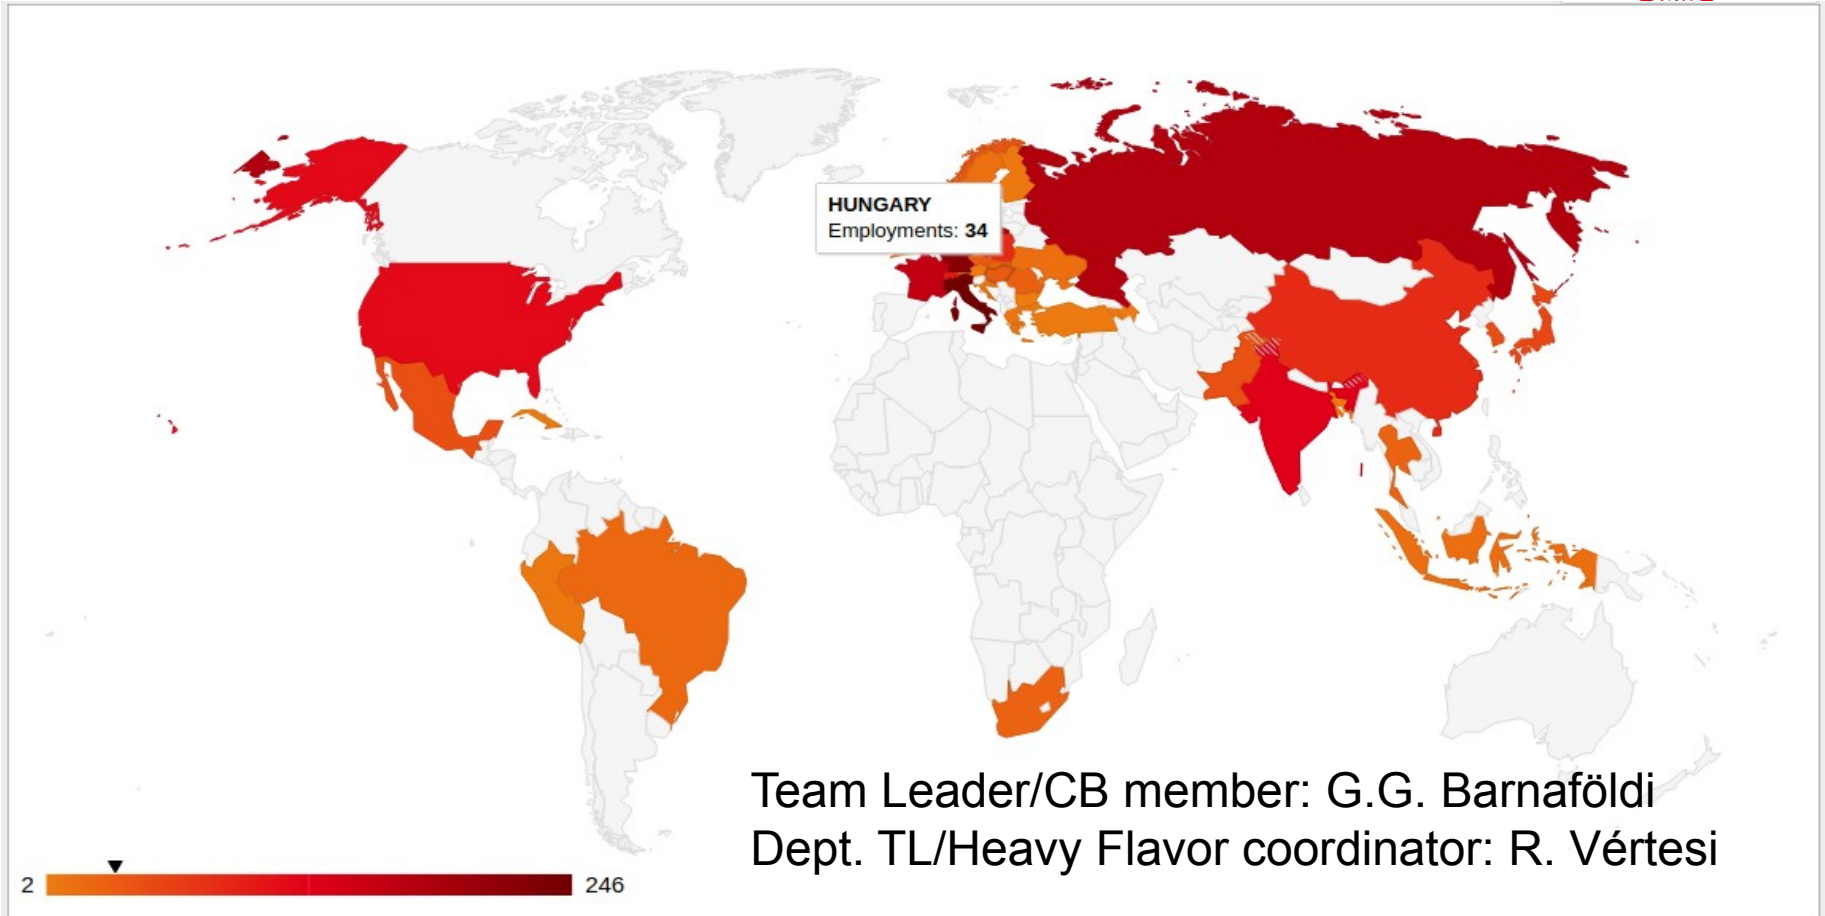 HUNGARY
Employments: 34
Team Leader/CB member: G.G. Barnaföldi
Dept. TL/Heavy Flavor coordinator: R. Vértesi
2
246